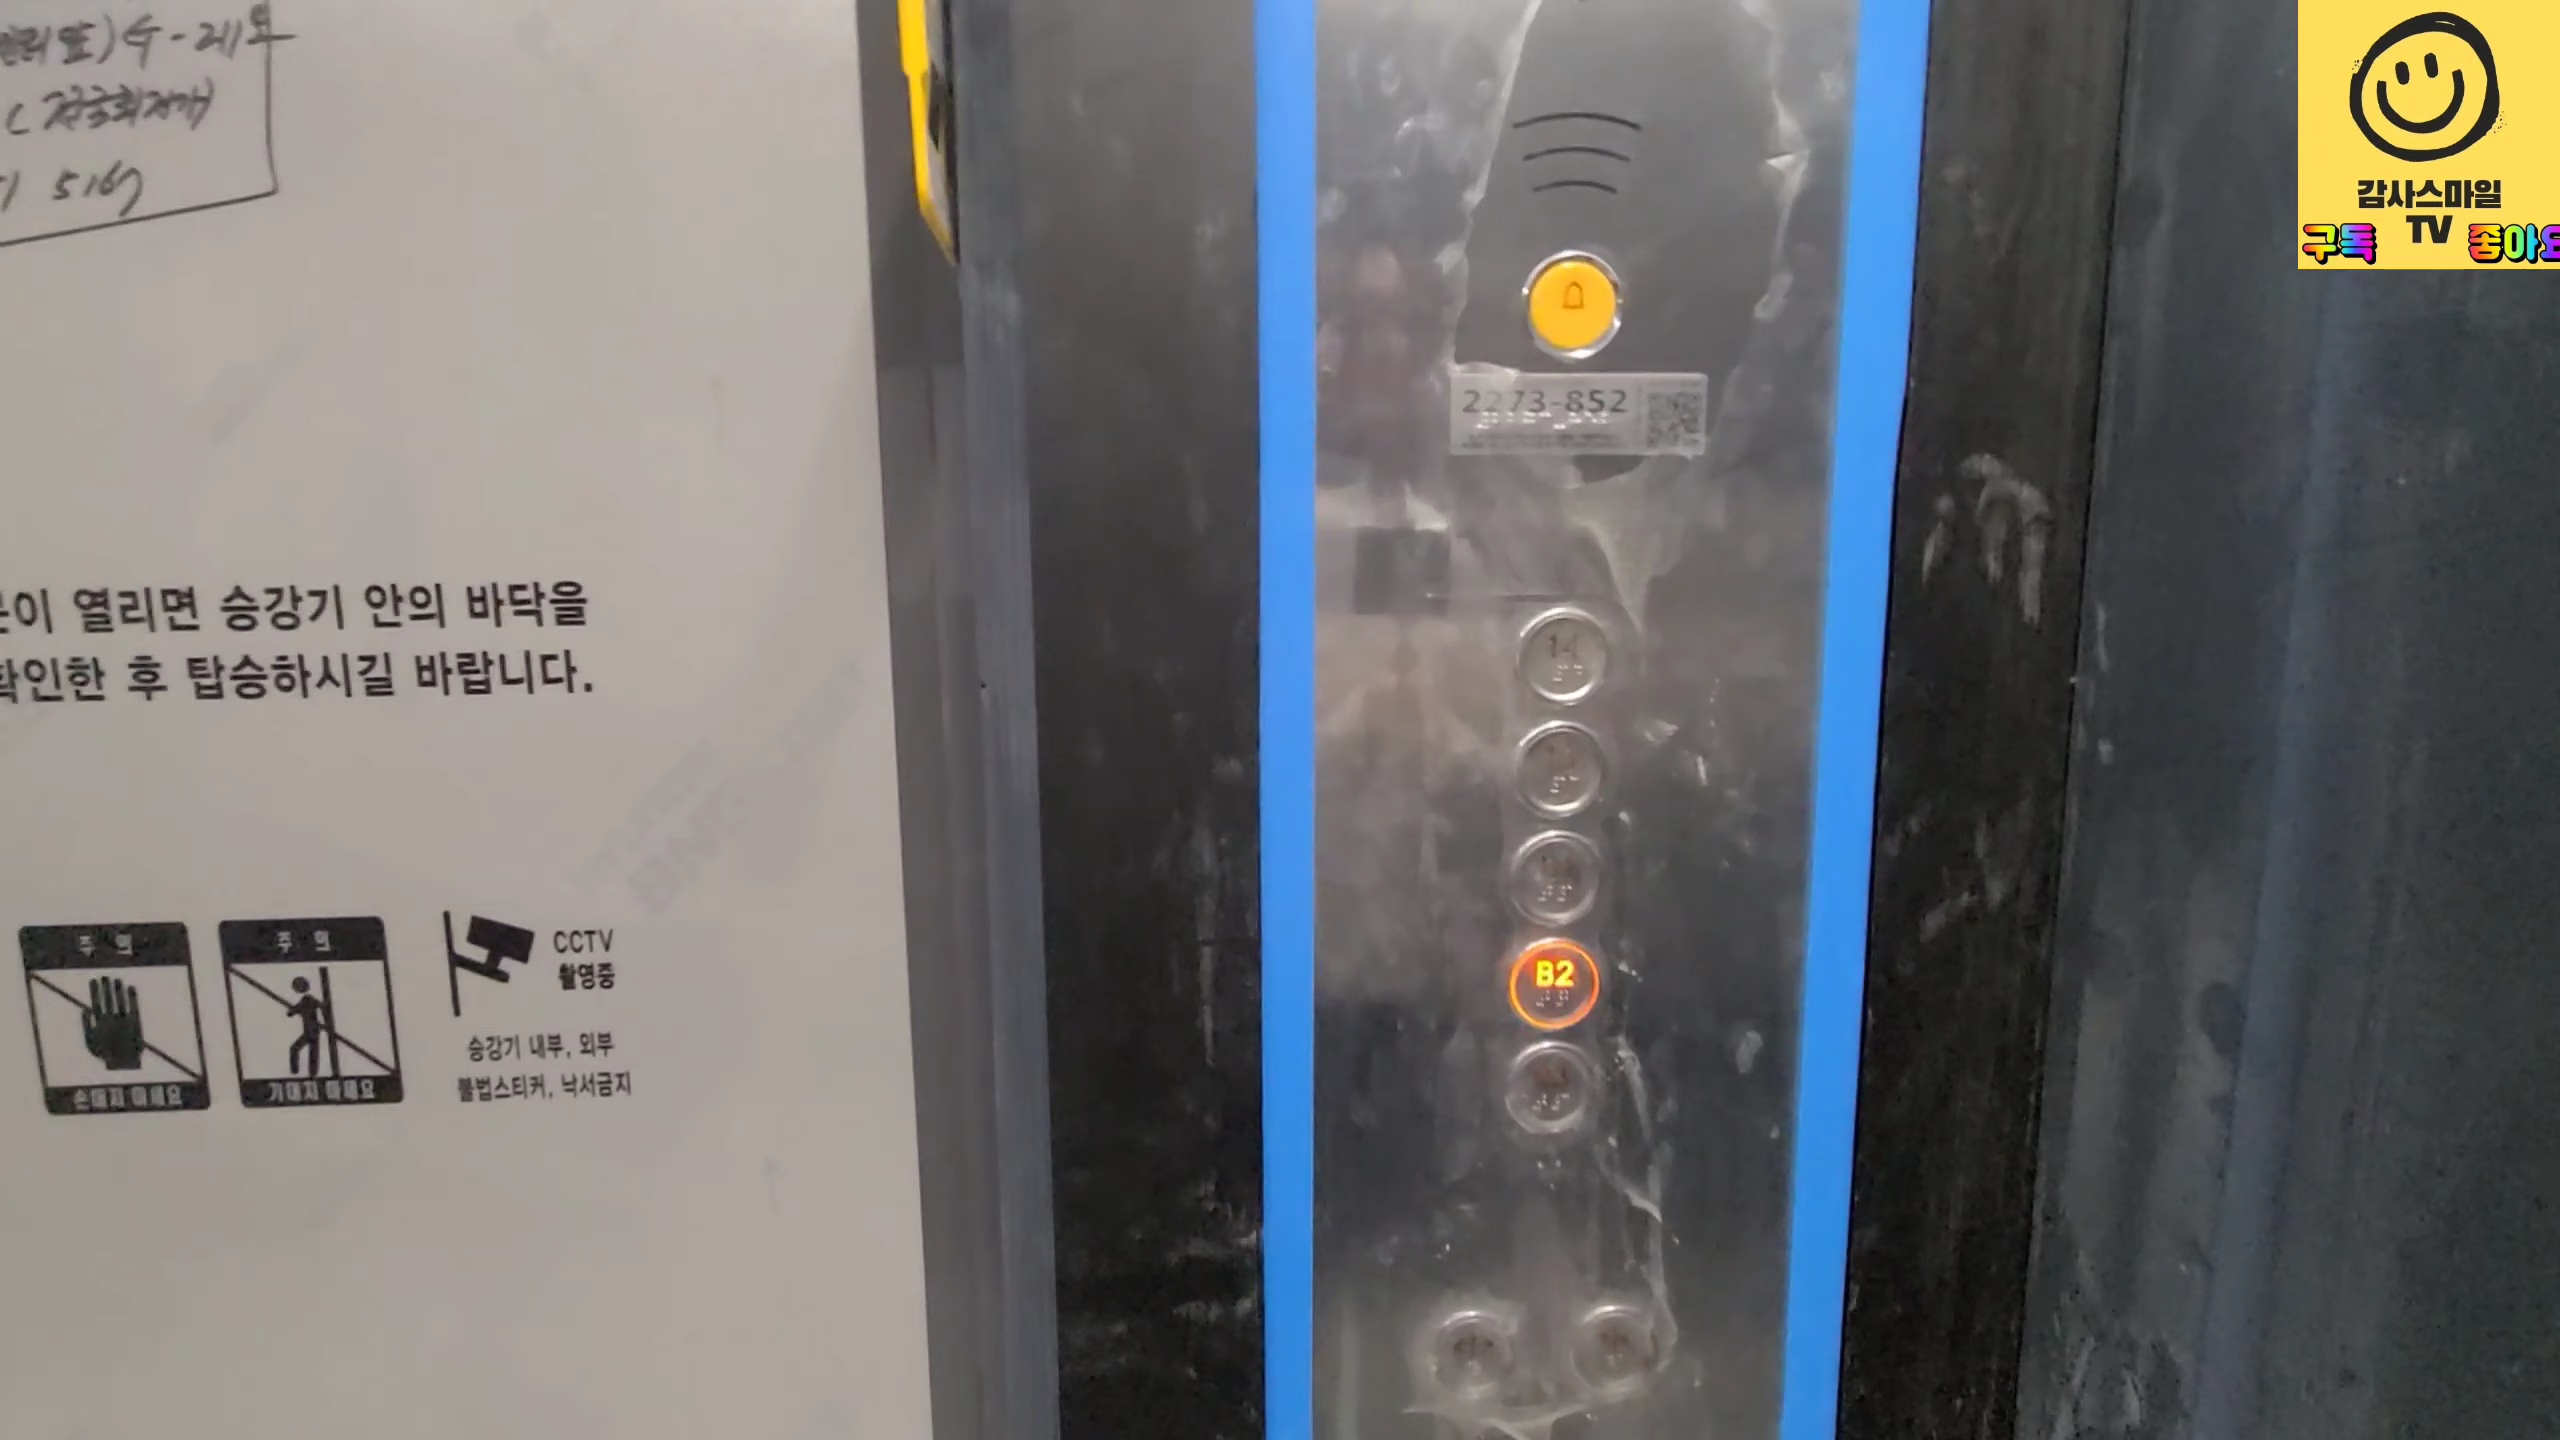 516
문이 열리면 승강기 안의 바닥을
확인한 후 탑승하시길 바랍니다.
주 의
손대지 마세요
주 의
기대지 마세요
CCTV
촬영중
승강기 내부, 외부
불법스티커, 낙서금지
2273-852
14
B2
감사스마일
TV
구독
좋아요